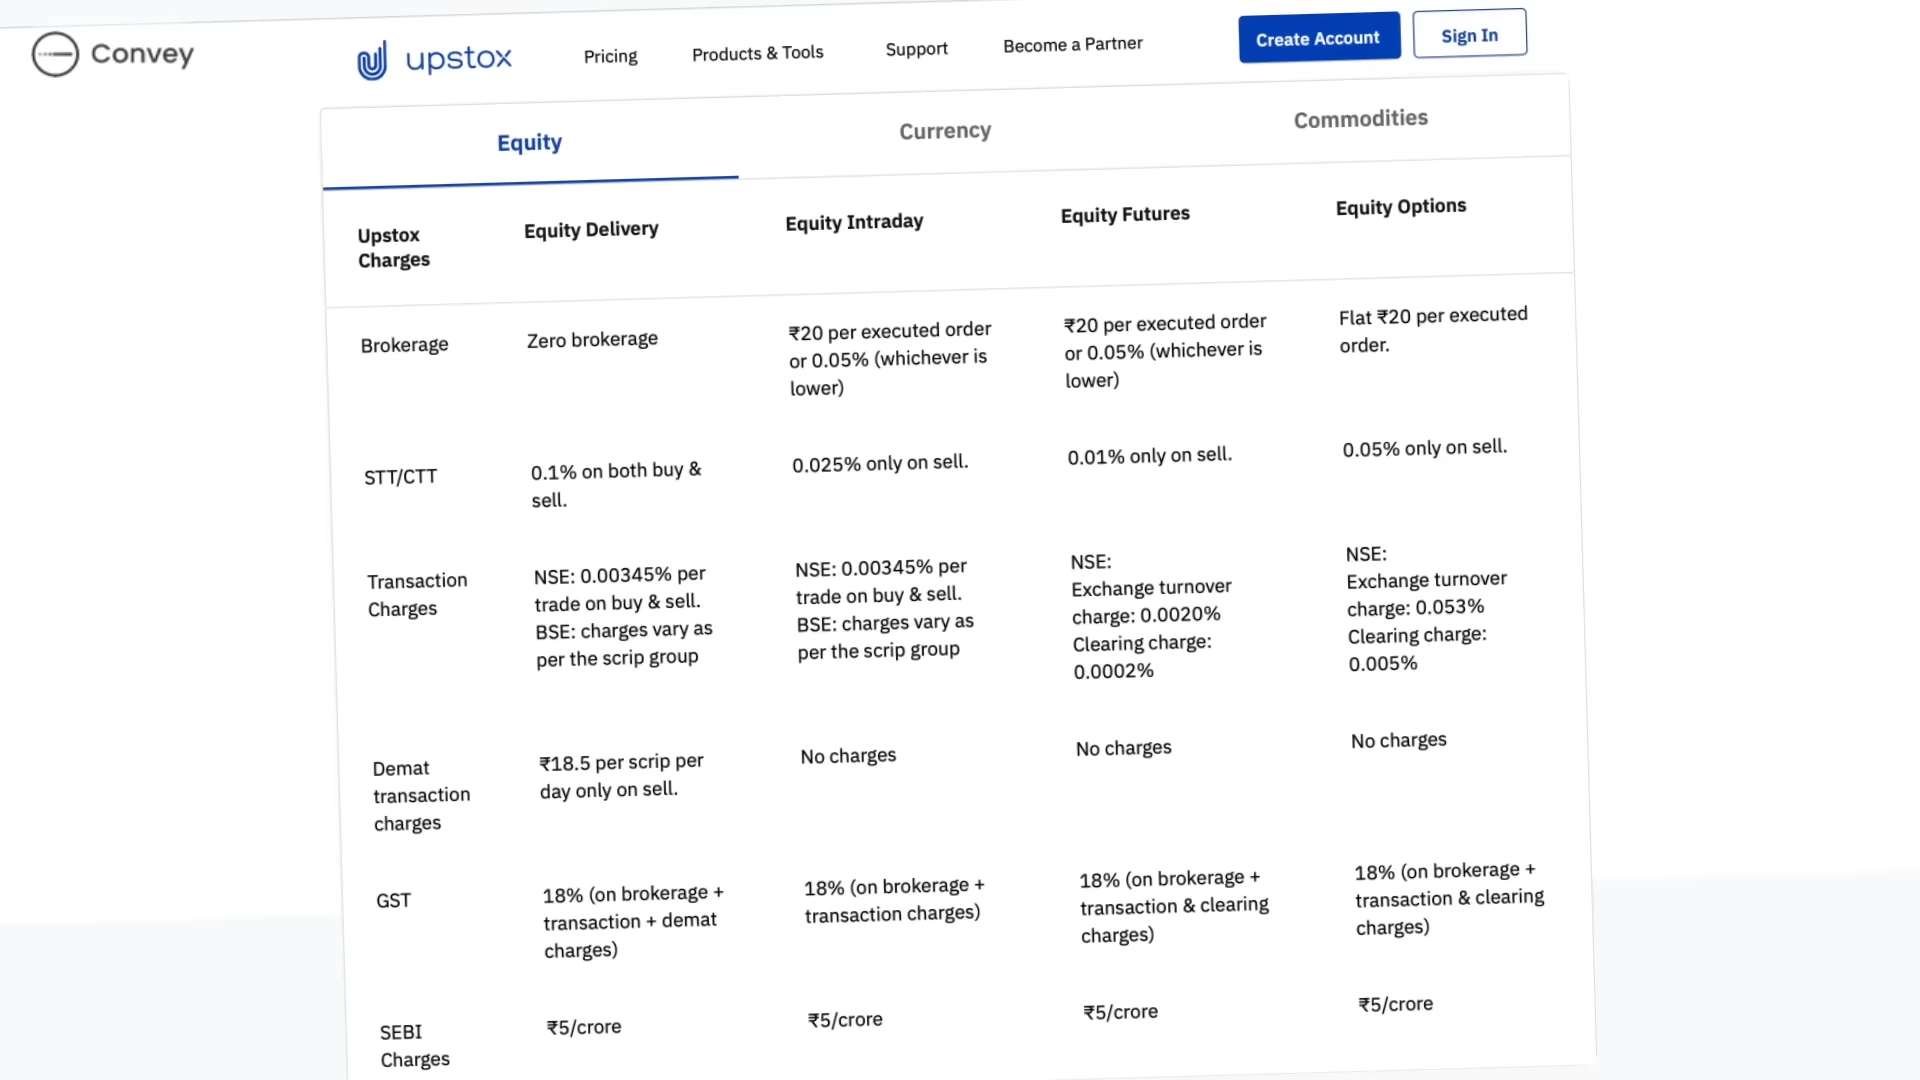 Convey
upstox
Pricing
Products & Tools
Support
Become a Partner
Create Account
Sign In
Equity
Currency
Commodities
Upstox
Charges
Equity Delivery
Equity Intraday
Equity Futures
Equity Options
Brokerage
Zero brokerage
₹20 per executed order
or 0.05% (whichever is
lower)
₹20 per executed order
or 0.05% (whichever is
lower)
Flat ₹20 per executed
order.
STT/CTT
0.1% on both buy &
sell.
0.025% only on sell.
0.01% only on sell.
0.05% only on sell.
Transaction
Charges
NSE: 0.00345% per
trade on buy & sell.
BSE: charges vary as
per the scrip group
NSE: 0.00345% per
trade on buy & sell.
BSE: charges vary as
per the scrip group
NSE:
Exchange turnover
charge: 0.0020%
Clearing charge:
0.0002%
NSE:
Exchange turnover
charge: 0.053%
Clearing charge:
0.005%
Demat
transaction
charges
₹18.5 per scrip per
day only on sell.
No charges
No charges
No charges
GST
18% (on brokerage +
transaction + demat
charges)
18% (on brokerage +
transaction charges)
18% (on brokerage +
transaction & clearing
charges)
18% (on brokerage +
transaction & clearing
charges)
SEBI
Charges
₹5/crore
₹5/crore
₹5/crore
₹5/crore